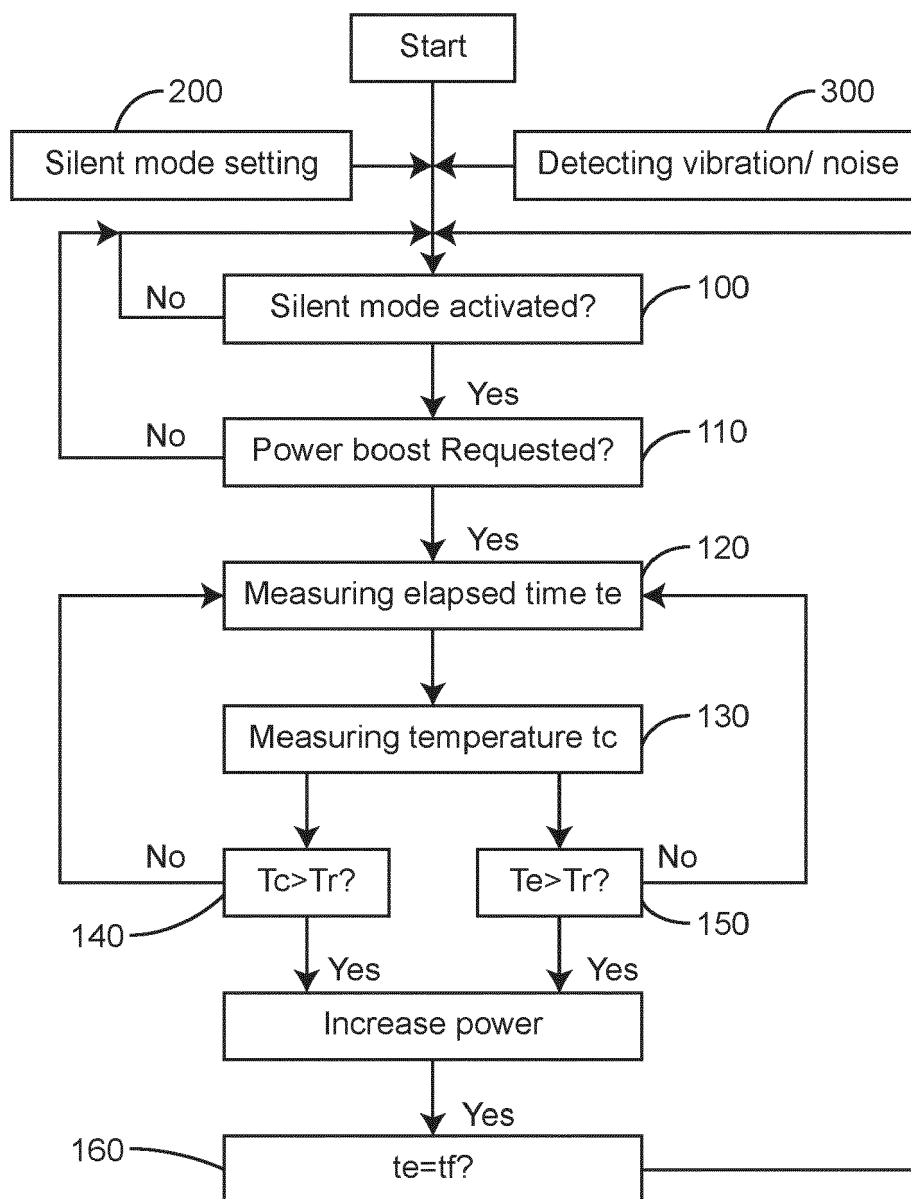 Start
200
300
Silent mode setting
Detecting vibration/ noise
No
Silent mode activated?
100
Yes
No
Power boost Requested?
110
Yes
120
Measuring elapsed time te
130
Measuring temperature tc
No
Tc>Tr?
Te>Tr?
No
140
150
Yes
Yes
Increase power
Yes
160
te=tf?